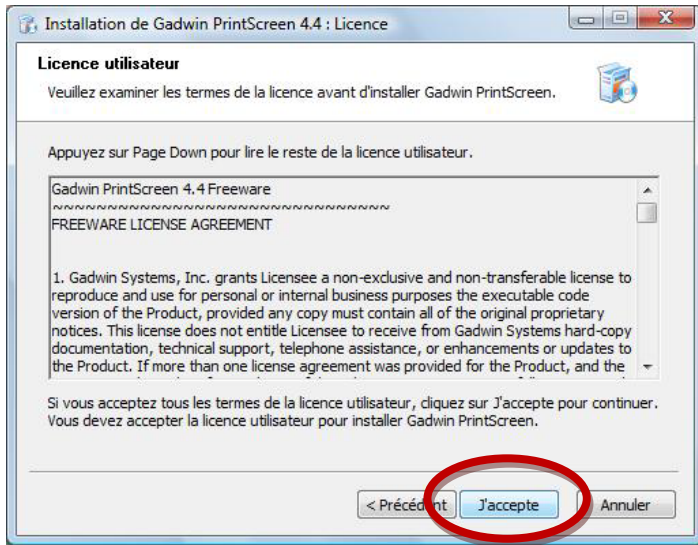 Installation de Gadwin PrintScreen 4.4 : Licence
Licence utilisateur
Veuillez examiner les termes de la licence avant d'installer Gadwin PrintScreen.
Appuyez sur Page Down pour lire le reste de la licence utilisateur.
Gadwin PrintScreen 4.4 Freeware
~~~~~~~~~~~~~~~~~~~~~~~~~~~~~~~
FREEWARE LICENSE AGREEMENT
1. Gadwin Systems, Inc. grants Licensee a non-exclusive and non-transferable license to
reproduce and use for personal or internal business purposes the executable code
version of the Product, provided any copy must contain all of the original proprietary
notices. This license does not entitle Licensee to receive from Gadwin Systems hard-copy
documentation, technical support, telephone assistance, or enhancements or updates to
the Product. If more than one license agreement was provided for the Product, and the
Si vous acceptez tous les termes de la licence utilisateur, cliquez sur J'accepte pour continuer.
Vous devez accepter la licence utilisateur pour installer Gadwin PrintScreen.
< Précédent
J'accepte
Annuler